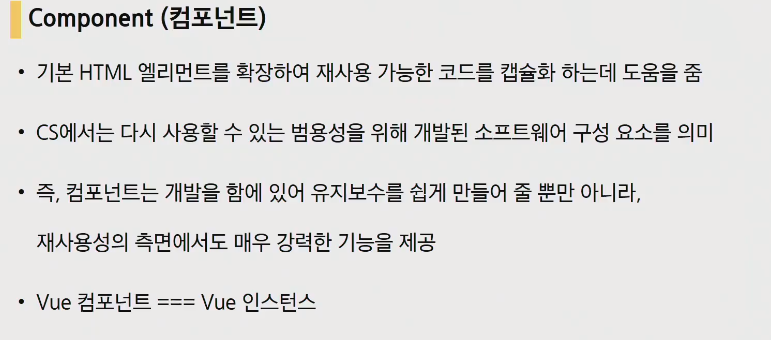 Component (컴포넌트)
• 기본 HTML 엘리먼트를 확장하여 재사용 가능한 코드를 캡슐화 하는데 도움을 줌
• CS에서는 다시 사용할 수 있는 범용성을 위해 개발된 소프트웨어 구성 요소를 의미
• 즉, 컴포넌트는 개발을 함에 있어 유지보수를 쉽게 만들어 줄 뿐만 아니라,
재사용성의 측면에서도 매우 강력한 기능을 제공
• Vue 컴포넌트 === Vue 인스턴스